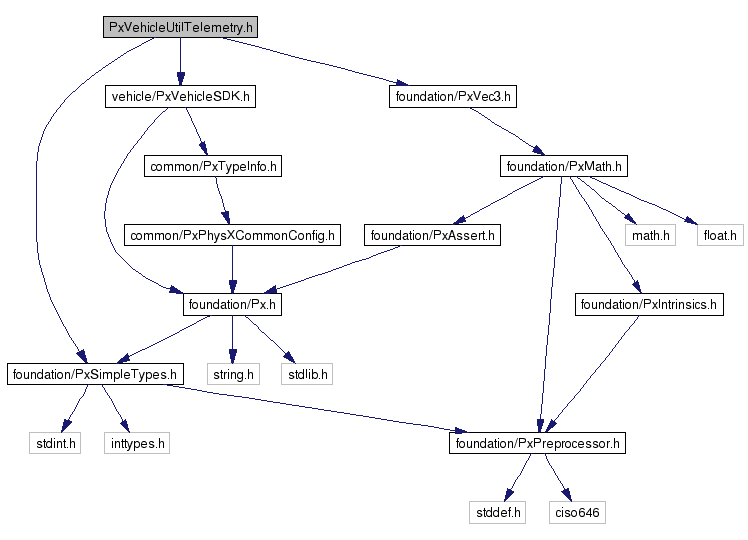 PxVehicleUtilTelemetry.h
vehicle/PxVehicleSDK.h
foundation/PxVec3.h
common/PxTypeInfo.h
foundation/PxMath.h
common/PxPhysXCommonConfig.h
foundation/PxAssert.h
math.h
float.h
foundation/Px.h
foundation/PxIntrinsics.h
foundation/PxSimpleTypes.h
string.h
stdlib.h
stdint.h
inttypes.h
foundation/PxPreprocessor.h
stddef.h
ciso646